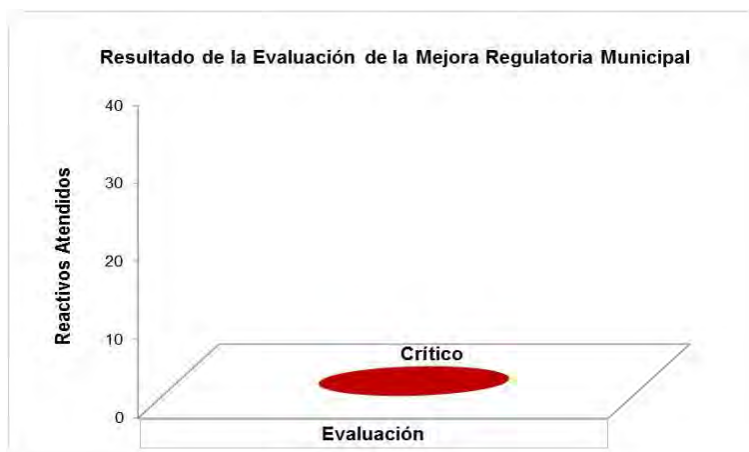 Resultado de la Evaluación de la Mejora Regulatoria Municipal
Reactivos Atendidos
40
30
20
10
0
Crítico
Evaluación